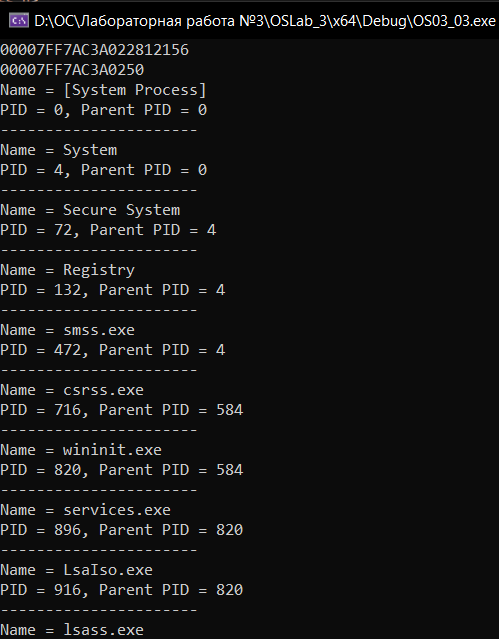 D:\ОС\Лабораторная работа №3\OSLab_3\x64\Debug\OS03_03.exe
00007FF7AC3A022812156
00007FF7AC3A0250
Name = [System Process]
PID = 0, Parent PID = 0
----------------------
Name = System
PID = 4, Parent PID = 0
----------------------
Name = Secure System
PID = 72, Parent PID = 4
----------------------
Name = Registry
PID = 132, Parent PID = 4
----------------------
Name = smss.exe
PID = 472, Parent PID = 4
----------------------
Name = csrss.exe
PID = 716, Parent PID = 584
----------------------
Name = wininit.exe
PID = 820, Parent PID = 584
----------------------
Name = services.exe
PID = 896, Parent PID = 820
----------------------
Name = LsaIso.exe
PID = 916, Parent PID = 820
----------------------
Name = lsass.exe